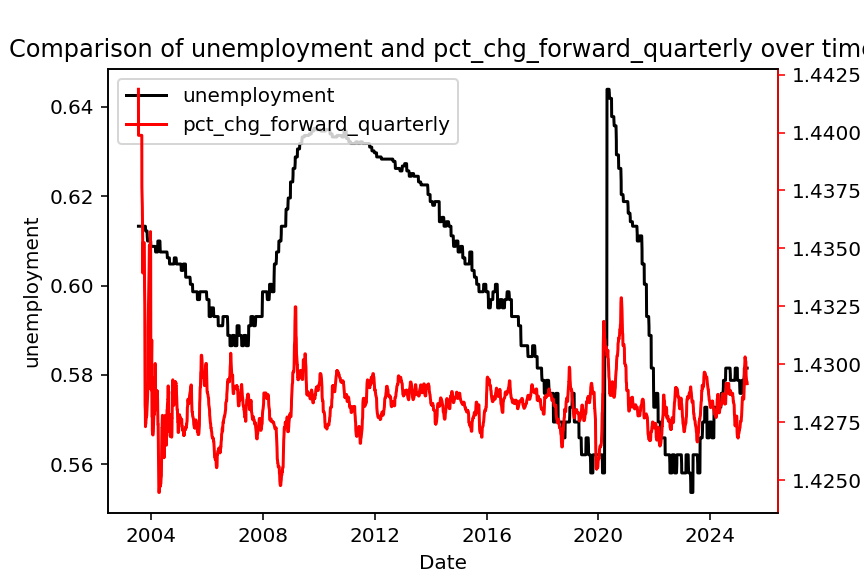 Comparison of unemployment and pct_chg_forward_quarterly over time
unemployment
pct_chg_forward_quarterly
0.64
0.62
0.60
0.58
0.56
unemployment
1.4425
1.4400
1.4375
1.4350
1.4325
1.4300
1.4275
1.4250
2004 2008 2012 2016 2020 2024
Date